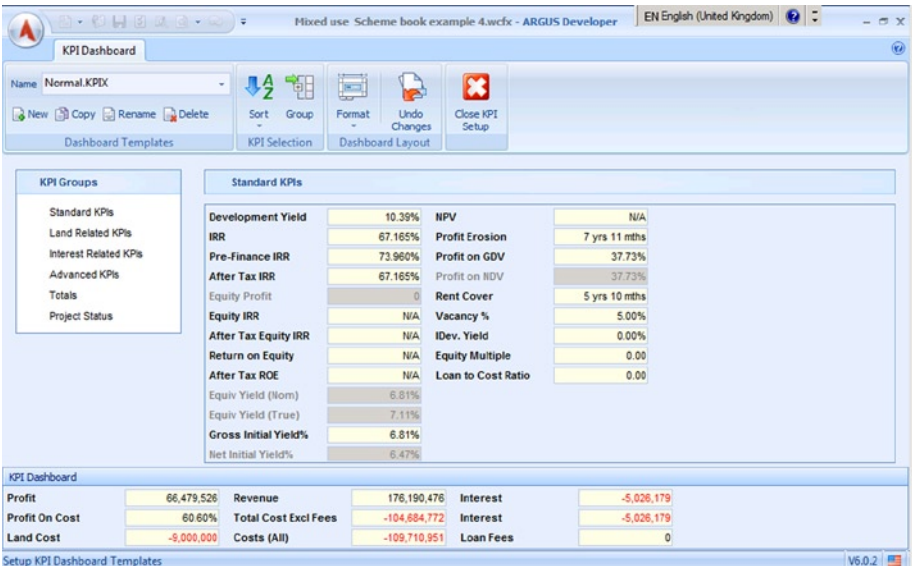 Mixed use Scheme book example 4.wcfx - ARGUS Developer
EN English (United Kingdom)
KPI Dashboard
Name Normal.KPIX
New Copy Rename Delete
Dashboard Templates
Sort Group
KPI Selection
Format Undo Changes
Dashboard Layout
Close KPI Setup
KPI Groups
Standard KPIs
Land Related KPIs
Interest Related KPIs
Advanced KPIs
Totals
Project Status
Standard KPIs
Development Yield 10.39% NPV N/A
IRR 67.165% Profit Erosion 7 yrs 11 mths
Pre-Finance IRR 73.960% Profit on GDV 37.73%
After Tax IRR 67.165% Profit on NDV 37.73%
Equity Profit 0 Rent Cover 5 yrs 10 mths
Equity IRR N/A Vacancy % 5.00%
After Tax Equity IRR N/A IDev. Yield 0.00%
Return on Equity N/A Equity Multiple 0.00
After Tax ROE N/A Loan to Cost Ratio 0.00
Equiv Yield (Nom) 6.81%
Equiv Yield (True) 7.11%
Gross Initial Yield% 6.81%
Net Initial Yield% 6.47%
KPI Dashboard
Profit 66,479,526 Revenue 176,190,476 Interest -5,026,179
Profit On Cost 60.60% Total Cost Excl Fees -104,684,772 Interest -5,026,179
Land Cost -9,000,000 Costs (All) -109,710,951 Loan Fees 0
Setup KPI Dashboard Templates V6.0.2